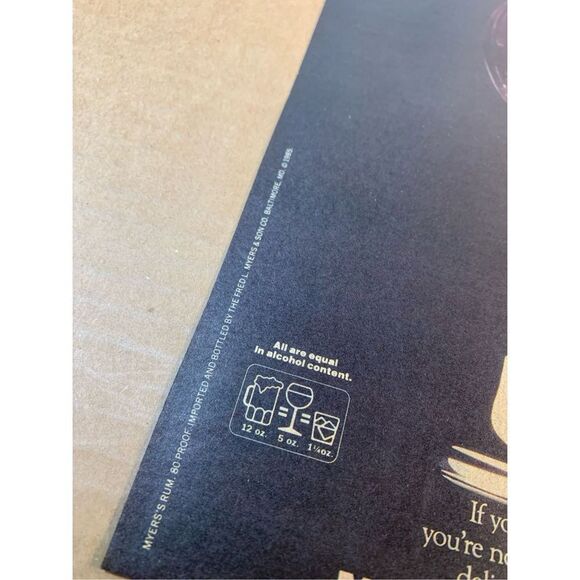 MYERS'S RUM. 80 PROOF. IMPORTED AND BOTTLED BY THE FRED L. MYERS & SON CO. BALTIMORE, MD. © 1985.
All are equal
in alcohol content.
12 oz. = 5 oz. = 1¼oz.
If yo
you're no
deli